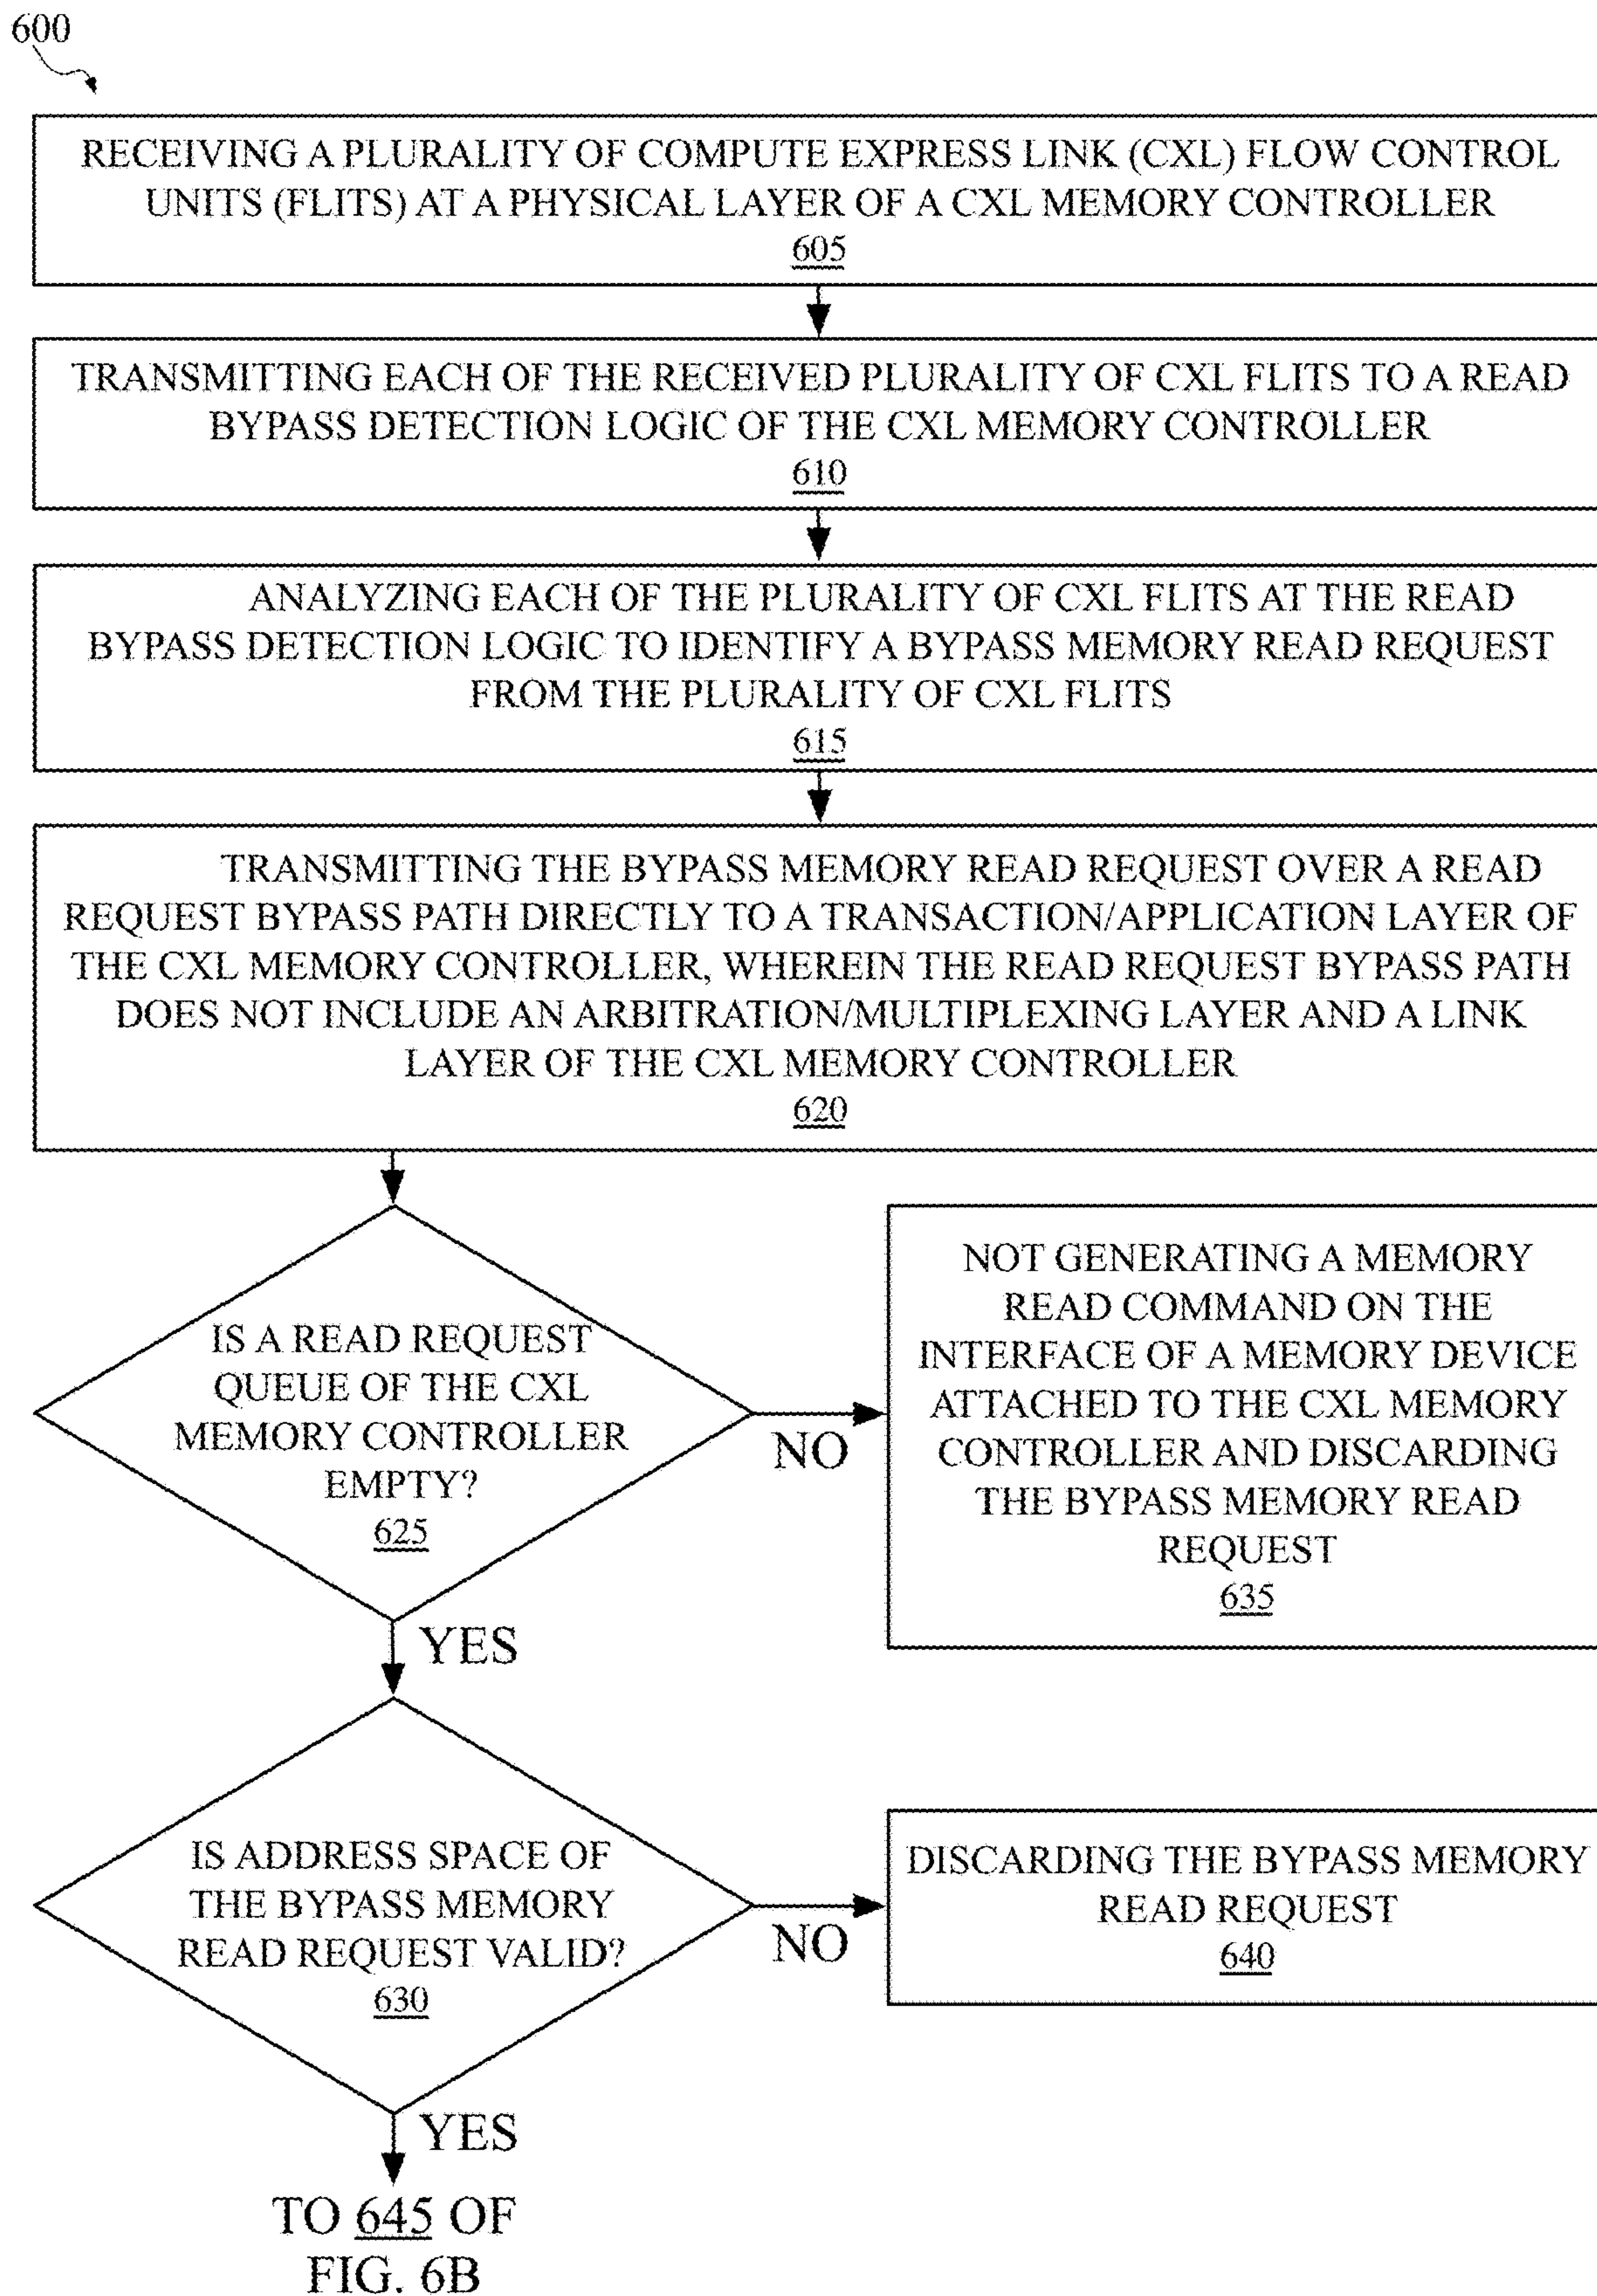 600
RECEIVING A PLURALITY OF COMPUTE EXPRESS LINK (CXL) FLOW CONTROL
UNITS (FLITS) AT A PHYSICAL LAYER OF A CXL MEMORY CONTROLLER
605
TRANSMITTING EACH OF THE RECEIVED PLURALITY OF CXL FLITS TO A READ
BYPASS DETECTION LOGIC OF THE CXL MEMORY CONTROLLER
610
ANALYZING EACH OF THE PLURALITY OF CXL FLITS AT THE READ
BYPASS DETECTION LOGIC TO IDENTIFY A BYPASS MEMORY READ REQUEST
FROM THE PLURALITY OF CXL FLITS
615
TRANSMITTING THE BYPASS MEMORY READ REQUEST OVER A READ
REQUEST BYPASS PATH DIRECTLY TO A TRANSACTION/APPLICATION LAYER OF
THE CXL MEMORY CONTROLLER, WHEREIN THE READ REQUEST BYPASS PATH
DOES NOT INCLUDE AN ARBITRATION/MULTIPLEXING LAYER AND A LINK
LAYER OF THE CXL MEMORY CONTROLLER
620
IS A READ REQUEST
QUEUE OF THE CXL
MEMORY CONTROLLER
EMPTY?
625
NO
NOT GENERATING A MEMORY
READ COMMAND ON THE
INTERFACE OF A MEMORY DEVICE
ATTACHED TO THE CXL MEMORY
CONTROLLER AND DISCARDING
THE BYPASS MEMORY READ
REQUEST
635
YES
IS ADDRESS SPACE OF
THE BYPASS MEMORY
READ REQUEST VALID?
630
NO
DISCARDING THE BYPASS MEMORY
READ REQUEST
640
YES
TO 645 OF
FIG. 6B